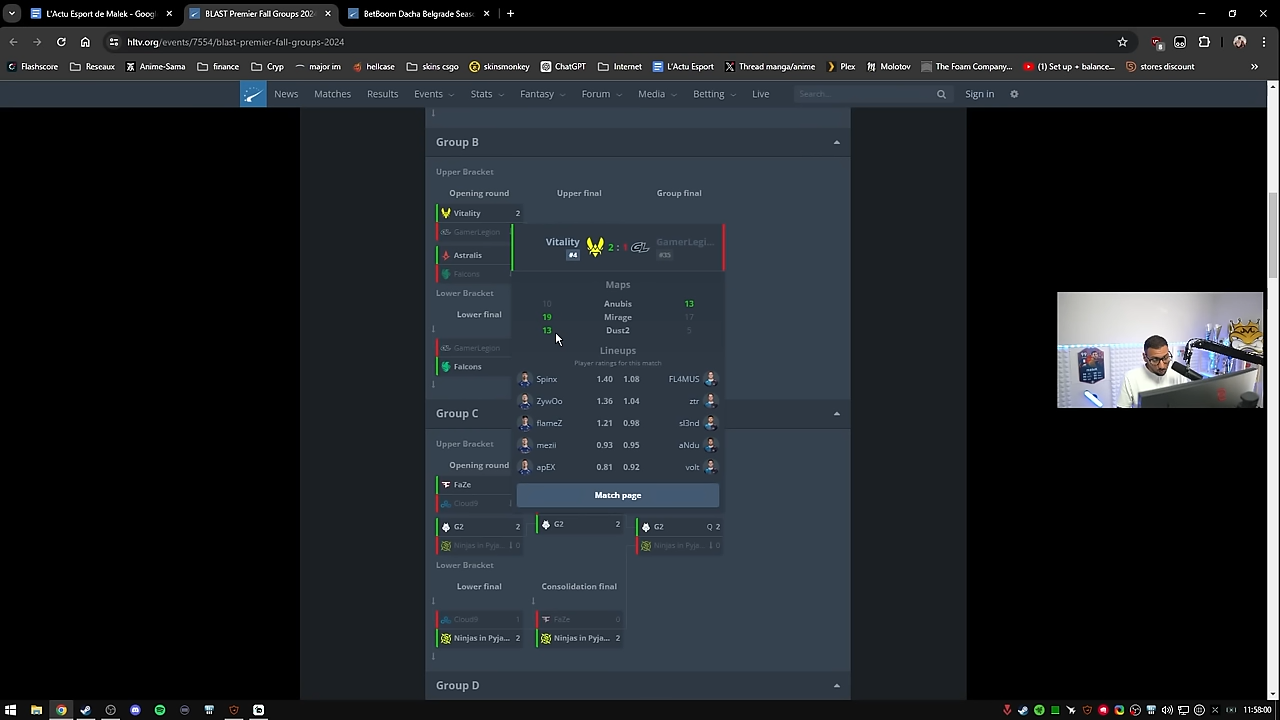 L'Actu Esport de Malek - Goog
BLAST Premier Fall Groups 2024
BetBoom Dacha Belgrade Seas
hltv.org/events/7554/blast-premier-fall-groups-2024
Flashscore
Reseaux
Anime-Sama
finance
Cryp
major im
hellcase
skins csgo
skinsmonkey
ChatGPT
Internet
L'Actu Esport
Thread manga/anime
Plex
Molotov
The Foam Company...
(1) Set up + balance...
stores discount
News
Matches
Results
Events
Stats
Fantasy
Forum
Media
Betting
Live
Search...
Sign in
Group B
Upper Bracket
Opening round
Upper final
Group final
Vitality 2
GamerLegion
Astralis
Falcons
Lower Bracket
Lower final
GamerLegion
Falcons
Vitality 2 : GamerLegi...
#4 #35
Maps
10 Anubis 13
19 Mirage 17
13 Dust2 5
Lineups
Player ratings for this match
Spinx 1.40 1.08 FL4MUS
ZywOo 1.36 1.04 ztr
flameZ 1.21 0.98 sl3nd
mezii 0.93 0.95 aNdu
apEX 0.81 0.92 volt
Match page
Group C
Upper Bracket
Opening round
FaZe
Cloud9
G2 2
Ninjas in Pyja... 0
G2 2
G2 Q 2
Ninjas in Pyja... 0
Lower Bracket
Lower final
Consolidation final
Cloud9 1
Ninjas in Pyja... 2
FaZe 0
Ninjas in Pyja... 2
Group D
11:58:00